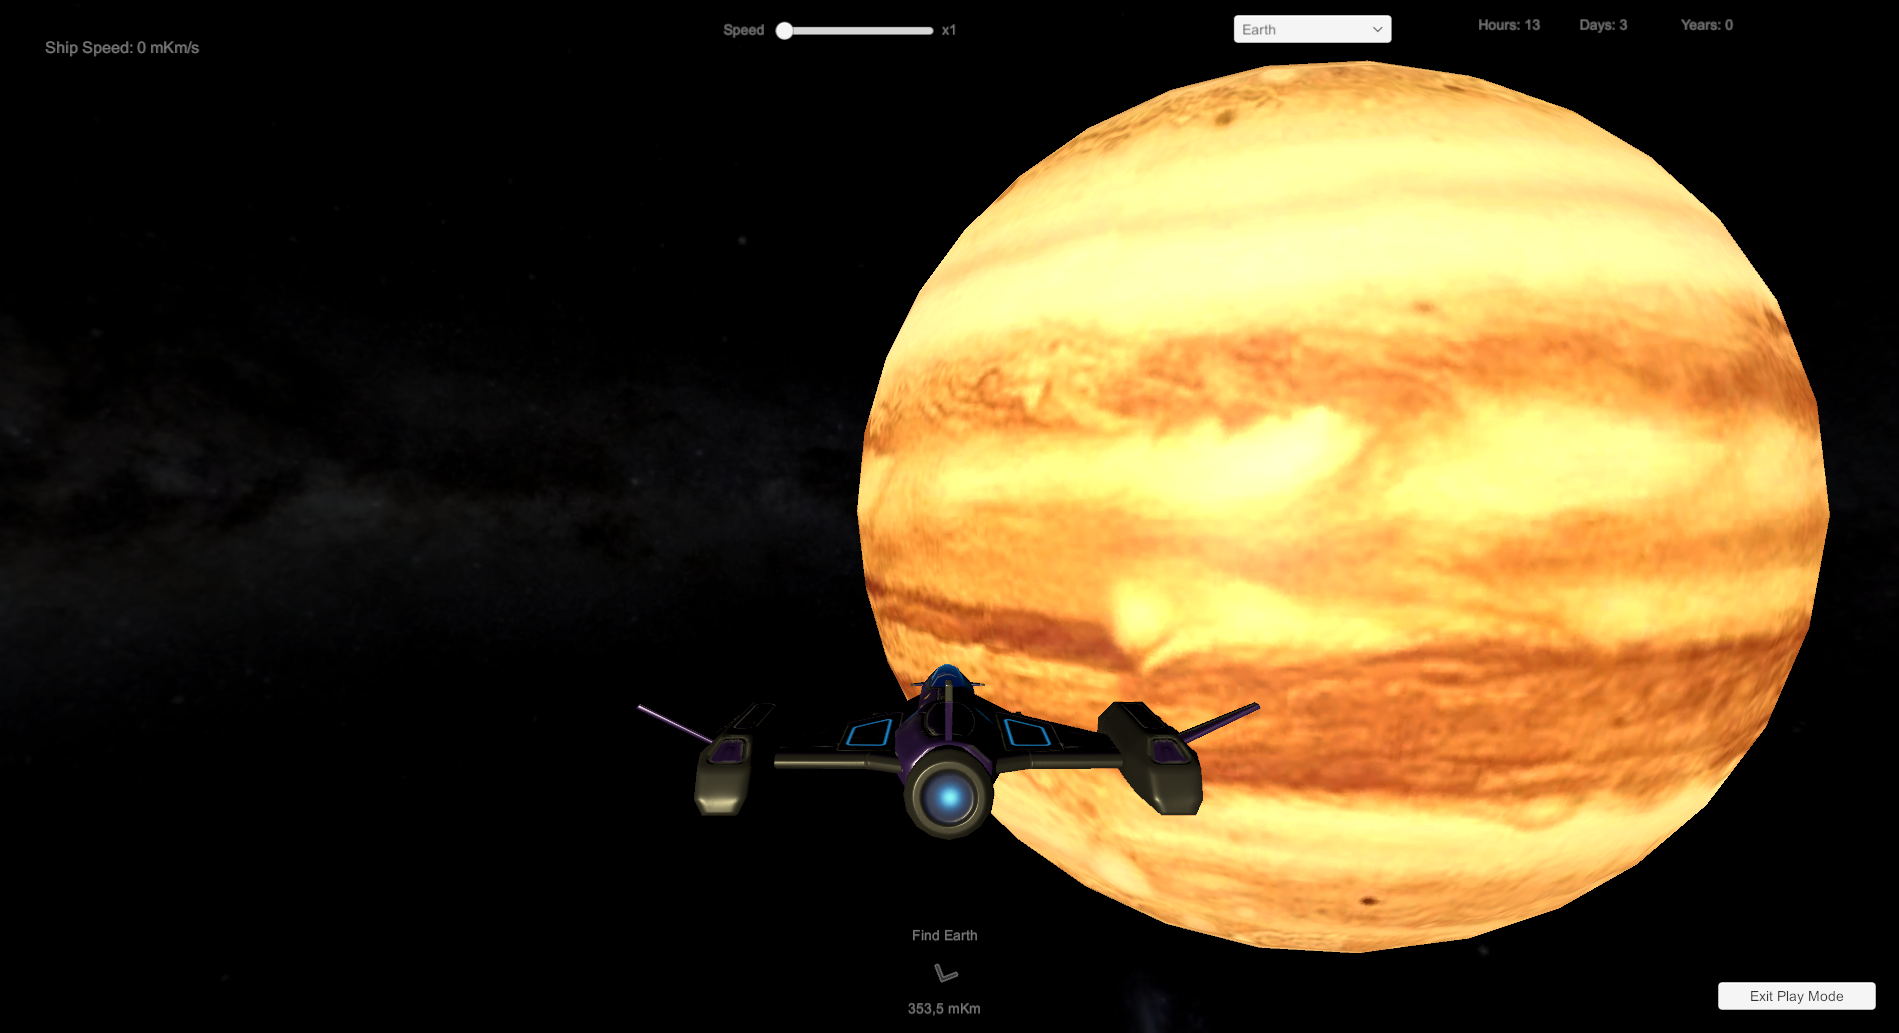 Ship Speed: 0 mKm/s
Speed x1
Earth
Hours: 13 Days: 3 Years: 0
Find Earth
353,5 mKm
Exit Play Mode